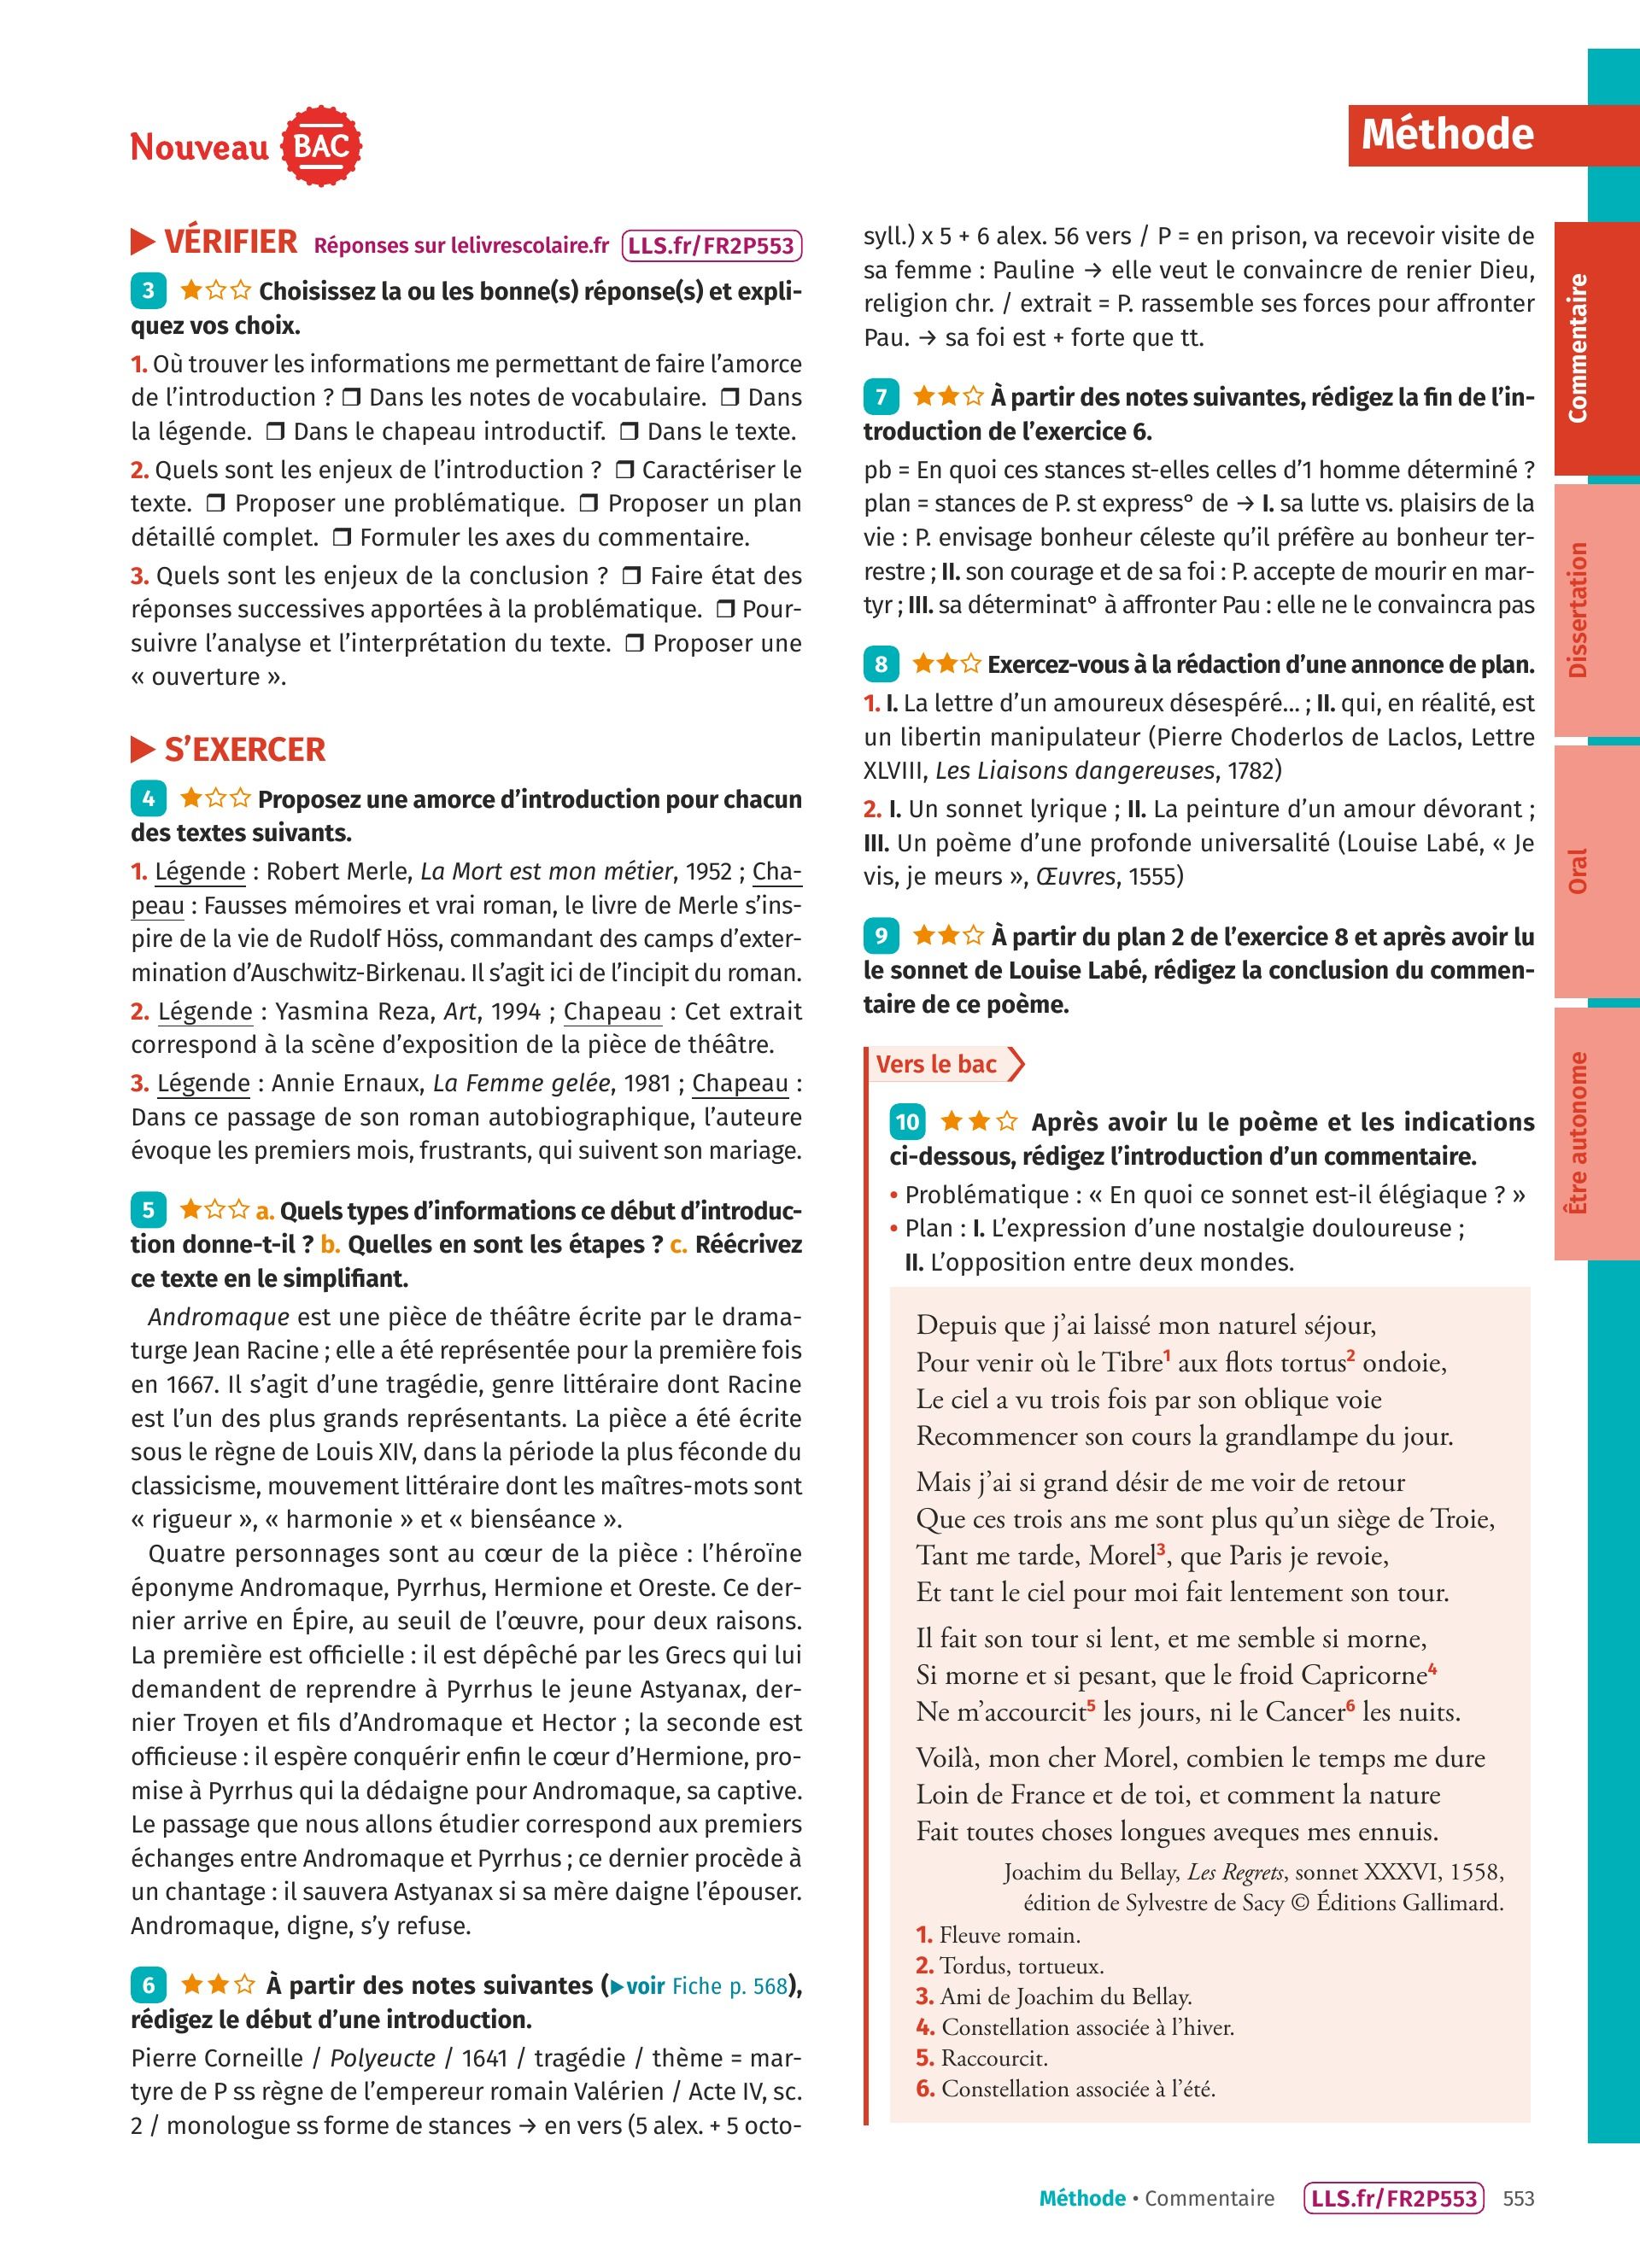 Nouveau BAC
Méthode
▶ VÉRIFIER Réponses sur lelivrescolaire.fr LLS.fr/FR2P553
3 ★☆☆ Choisissez la ou les bonne(s) réponse(s) et expli-
quez vos choix.
1. Où trouver les informations me permettant de faire l’amorce
de l’introduction ? ❒ Dans les notes de vocabulaire. ❒ Dans
la légende. ❒ Dans le chapeau introductif. ❒ Dans le texte.
2. Quels sont les enjeux de l’introduction ? ❒ Caractériser le
texte. ❒ Proposer une problématique. ❒ Proposer un plan
détaillé complet. ❒ Formuler les axes du commentaire.
3. Quels sont les enjeux de la conclusion ? ❒ Faire état des
réponses successives apportées à la problématique. ❒ Pour-
suivre l’analyse et l’interprétation du texte. ❒ Proposer une
« ouverture ».
▶ S’EXERCER
4 ★☆☆ Proposez une amorce d’introduction pour chacun
des textes suivants.
1. Légende : Robert Merle, La Mort est mon métier, 1952 ; Cha-
peau : Fausses mémoires et vrai roman, le livre de Merle s’ins-
pire de la vie de Rudolf Höss, commandant des camps d’exter-
mination d’Auschwitz-Birkenau. Il s’agit ici de l’incipit du roman.
2. Légende : Yasmina Reza, Art, 1994 ; Chapeau : Cet extrait
correspond à la scène d’exposition de la pièce de théâtre.
3. Légende : Annie Ernaux, La Femme gelée, 1981 ; Chapeau :
Dans ce passage de son roman autobiographique, l’auteure
évoque les premiers mois, frustrants, qui suivent son mariage.
5 ★☆☆ a. Quels types d’informations ce début d’introduc-
tion donne-t-il ? b. Quelles en sont les étapes ? c. Réécrivez
ce texte en le simplifiant.
Andromaque est une pièce de théâtre écrite par le drama-
turge Jean Racine ; elle a été représentée pour la première fois
en 1667. Il s’agit d’une tragédie, genre littéraire dont Racine
est l’un des plus grands représentants. La pièce a été écrite
sous le règne de Louis XIV, dans la période la plus féconde du
classicisme, mouvement littéraire dont les maîtres-mots sont
« rigueur », « harmonie » et « bienséance ».
Quatre personnages sont au cœur de la pièce : l’héroïne
éponyme Andromaque, Pyrrhus, Hermione et Oreste. Ce der-
nier arrive en Épire, au seuil de l’œuvre, pour deux raisons.
La première est officielle : il est dépêché par les Grecs qui lui
demandent de reprendre à Pyrrhus le jeune Astyanax, der-
nier Troyen et fils d’Andromaque et Hector ; la seconde est
officieuse : il espère conquérir enfin le cœur d’Hermione, pro-
mise à Pyrrhus qui la dédaigne pour Andromaque, sa captive.
Le passage que nous allons étudier correspond aux premiers
échanges entre Andromaque et Pyrrhus ; ce dernier procède à
un chantage : il sauvera Astyanax si sa mère daigne l’épouser.
Andromaque, digne, s’y refuse.
6 ★★☆ À partir des notes suivantes (▶voir Fiche p. 568),
rédigez le début d’une introduction.
Pierre Corneille / Polyeucte / 1641 / tragédie / thème = mar-
tyre de P ss règne de l’empereur romain Valérien / Acte IV, sc.
2 / monologue ss forme de stances → en vers (5 alex. + 5 octo-
syll.) x 5 + 6 alex. 56 vers / P = en prison, va recevoir visite de
sa femme : Pauline → elle veut le convaincre de renier Dieu,
religion chr. / extrait = P. rassemble ses forces pour affronter
Pau. → sa foi est + forte que tt.
7 ★★☆ À partir des notes suivantes, rédigez la fin de l’in-
troduction de l’exercice 6.
pb = En quoi ces stances st-elles celles d’1 homme déterminé ?
plan = stances de P. st express° de → I. sa lutte vs. plaisirs de la
vie : P. envisage bonheur céleste qu’il préfère au bonheur ter-
restre ; II. son courage et de sa foi : P. accepte de mourir en mar-
tyr ; III. sa déterminat° à affronter Pau : elle ne le convaincra pas
8 ★★☆ Exercez-vous à la rédaction d’une annonce de plan.
1. I. La lettre d’un amoureux désespéré... ; II. qui, en réalité, est
un libertin manipulateur (Pierre Choderlos de Laclos, Lettre
XLVIII, Les Liaisons dangereuses, 1782)
2. I. Un sonnet lyrique ; II. La peinture d’un amour dévorant ;
III. Un poème d’une profonde universalité (Louise Labé, « Je
vis, je meurs », Œuvres, 1555)
9 ★★☆ À partir du plan 2 de l’exercice 8 et après avoir lu
le sonnet de Louise Labé, rédigez la conclusion du commen-
taire de ce poème.
Vers le bac
10 ★★☆ Après avoir lu le poème et les indications
ci-dessous, rédigez l’introduction d’un commentaire.
• Problématique : « En quoi ce sonnet est-il élégiaque ? »
• Plan : I. L’expression d’une nostalgie douloureuse ;
II. L’opposition entre deux mondes.
Depuis que j’ai laissé mon naturel séjour,
Pour venir où le Tibre1 aux flots tortus2 ondoie,
Le ciel a vu trois fois par son oblique voie
Recommencer son cours la grandlampe du jour.
Mais j’ai si grand désir de me voir de retour
Que ces trois ans me sont plus qu’un siège de Troie,
Tant me tarde, Morel3, que Paris je revoie,
Et tant le ciel pour moi fait lentement son tour.
Il fait son tour si lent, et me semble si morne,
Si morne et si pesant, que le froid Capricorne4
Ne m’accourcit5 les jours, ni le Cancer6 les nuits.
Voilà, mon cher Morel, combien le temps me dure
Loin de France et de toi, et comment la nature
Fait toutes choses longues aveques mes ennuis.
Joachim du Bellay, Les Regrets, sonnet XXXVI, 1558,
édition de Sylvestre de Sacy © Éditions Gallimard.
1. Fleuve romain.
2. Tordus, tortueux.
3. Ami de Joachim du Bellay.
4. Constellation associée à l’hiver.
5. Raccourcit.
6. Constellation associée à l’été.
Commentaire
Dissertation
Oral
Être autonome
Méthode • Commentaire LLS.fr/FR2P553 553